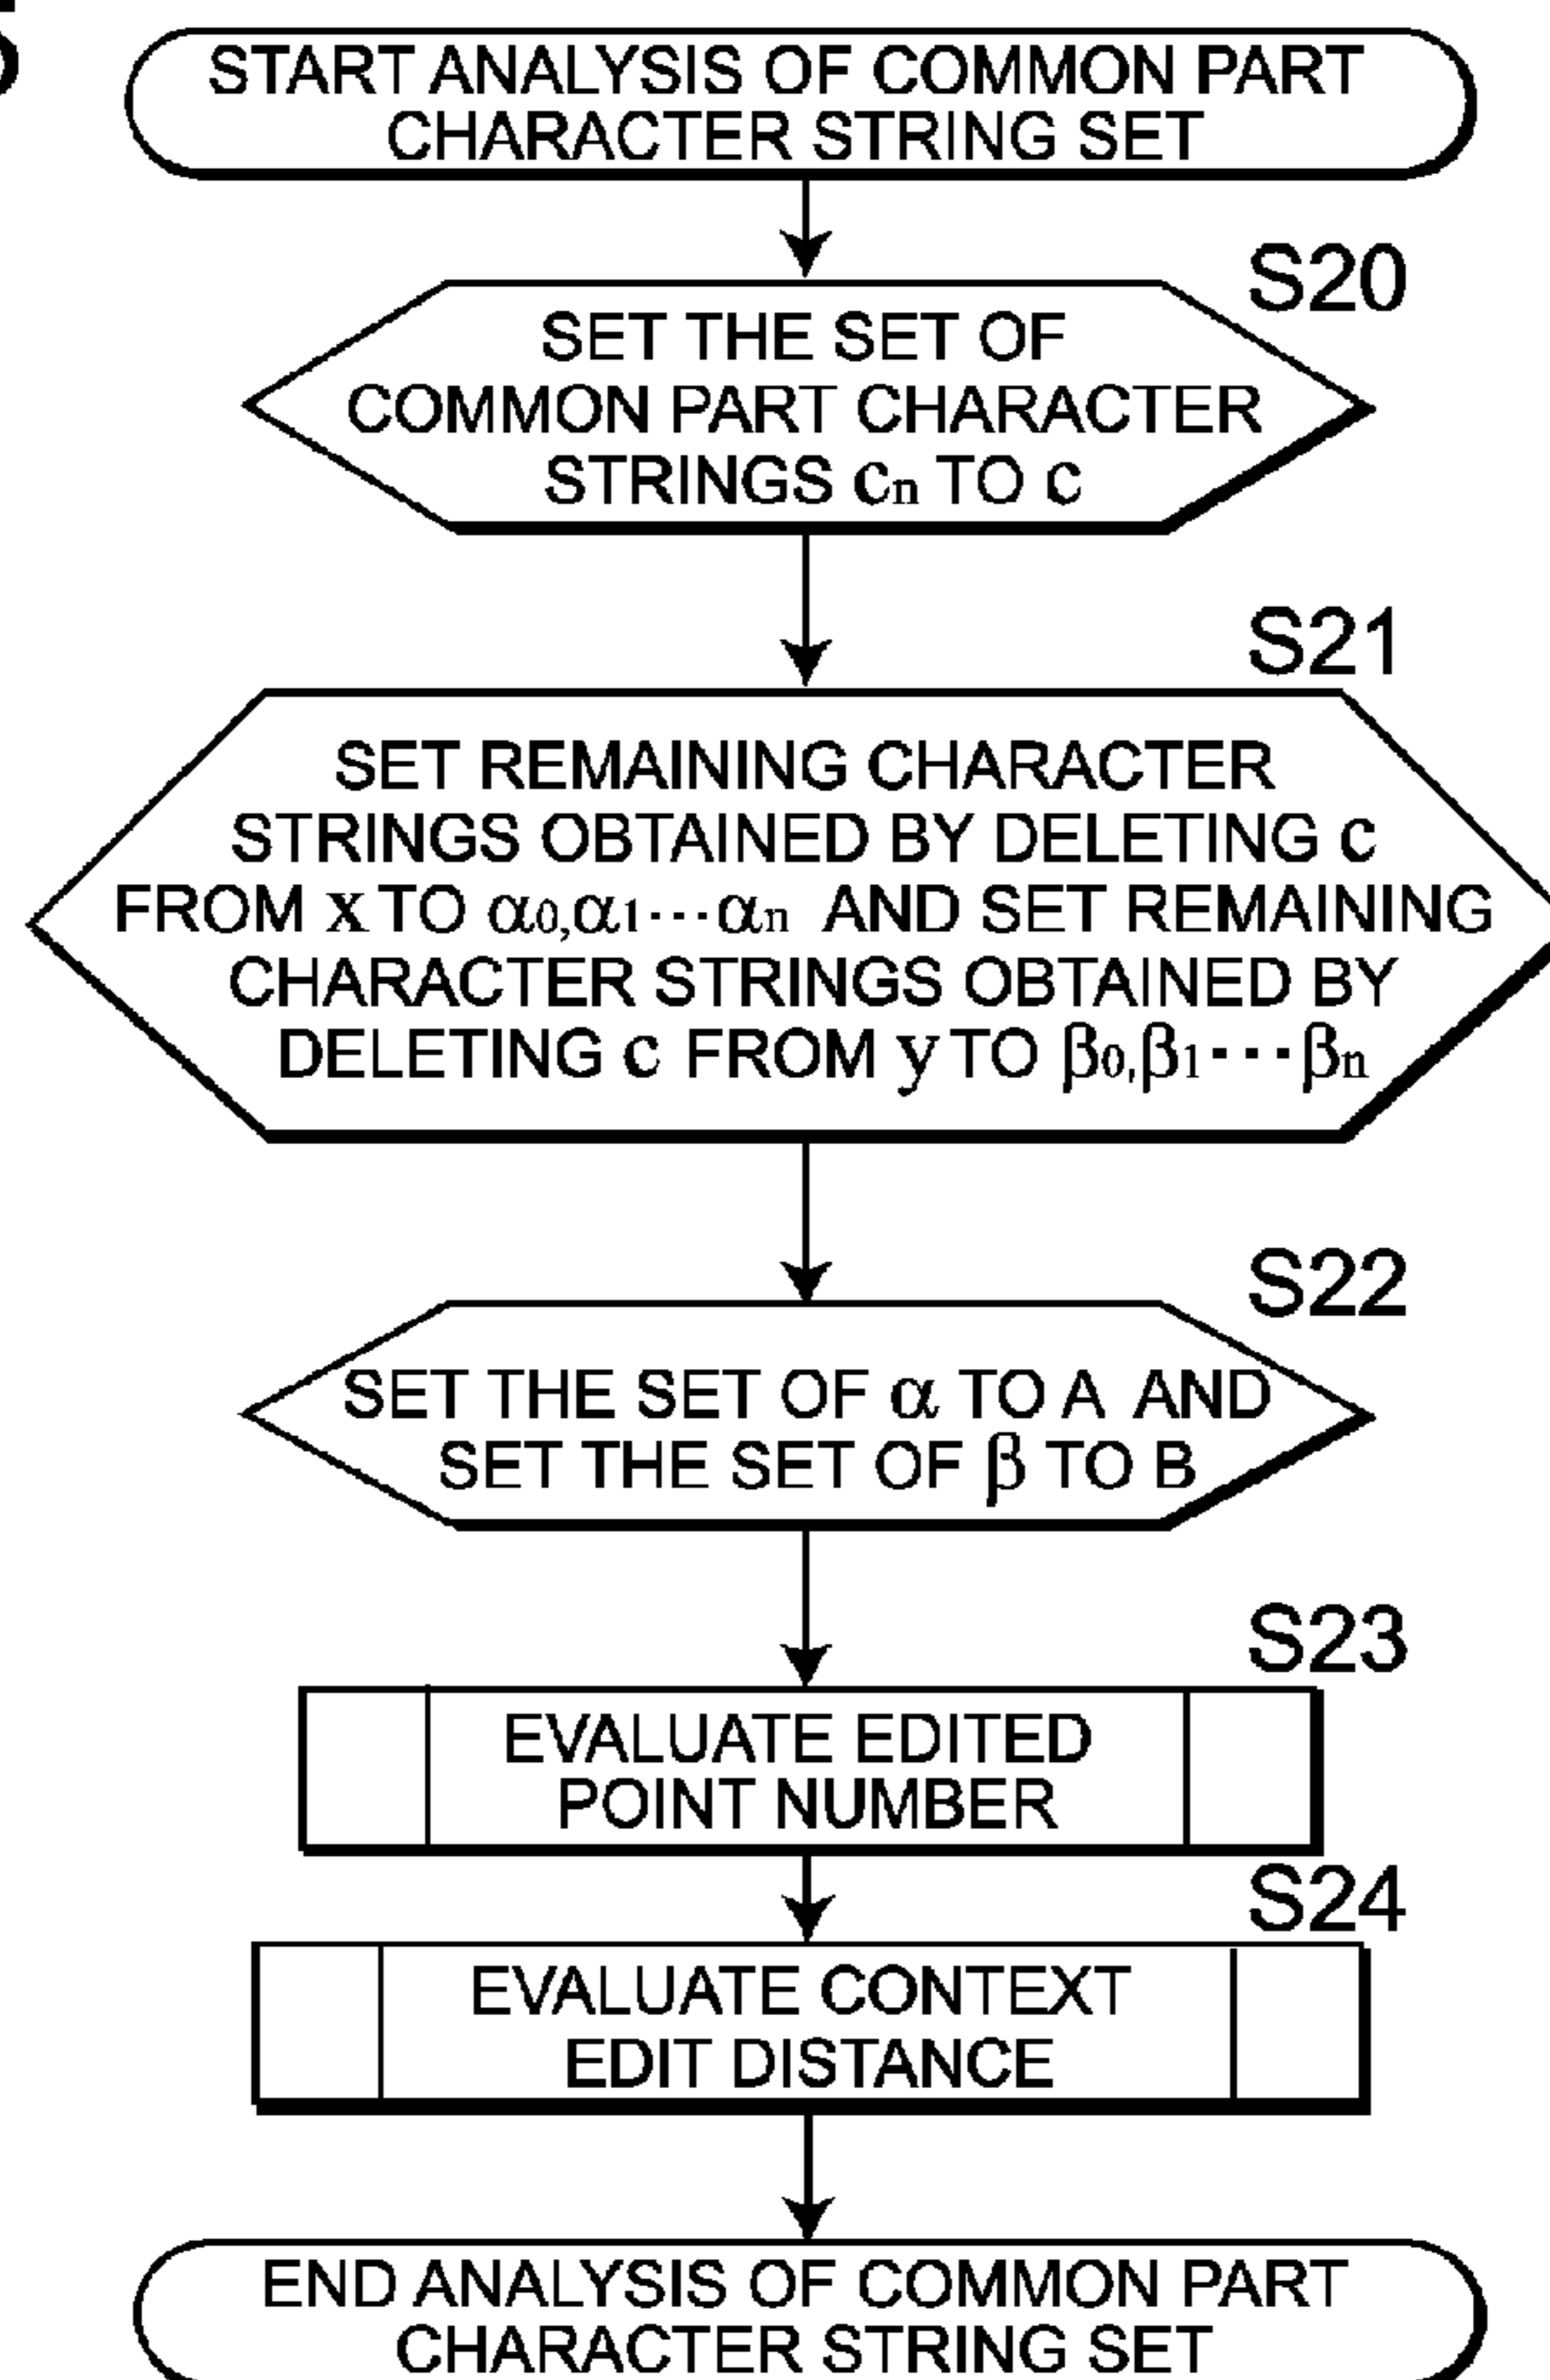 START ANALYSIS OF COMMON PART
CHARACTER STRING SET
S20
SET THE SET OF
COMMON PART CHARACTER
STRINGS cn TO c
S21
SET REMAINING CHARACTER
STRINGS OBTAINED BY DELETING c
FROM x TO α0,α1···αn AND SET REMAINING
CHARACTER STRINGS OBTAINED BY
DELETING c FROM y TO β0,β1···βn
S22
SET THE SET OF α TO A AND
SET THE SET OF β TO B
S23
EVALUATE EDITED
POINT NUMBER
S24
EVALUATE CONTEXT
EDIT DISTANCE
END ANALYSIS OF COMMON PART
CHARACTER STRING SET